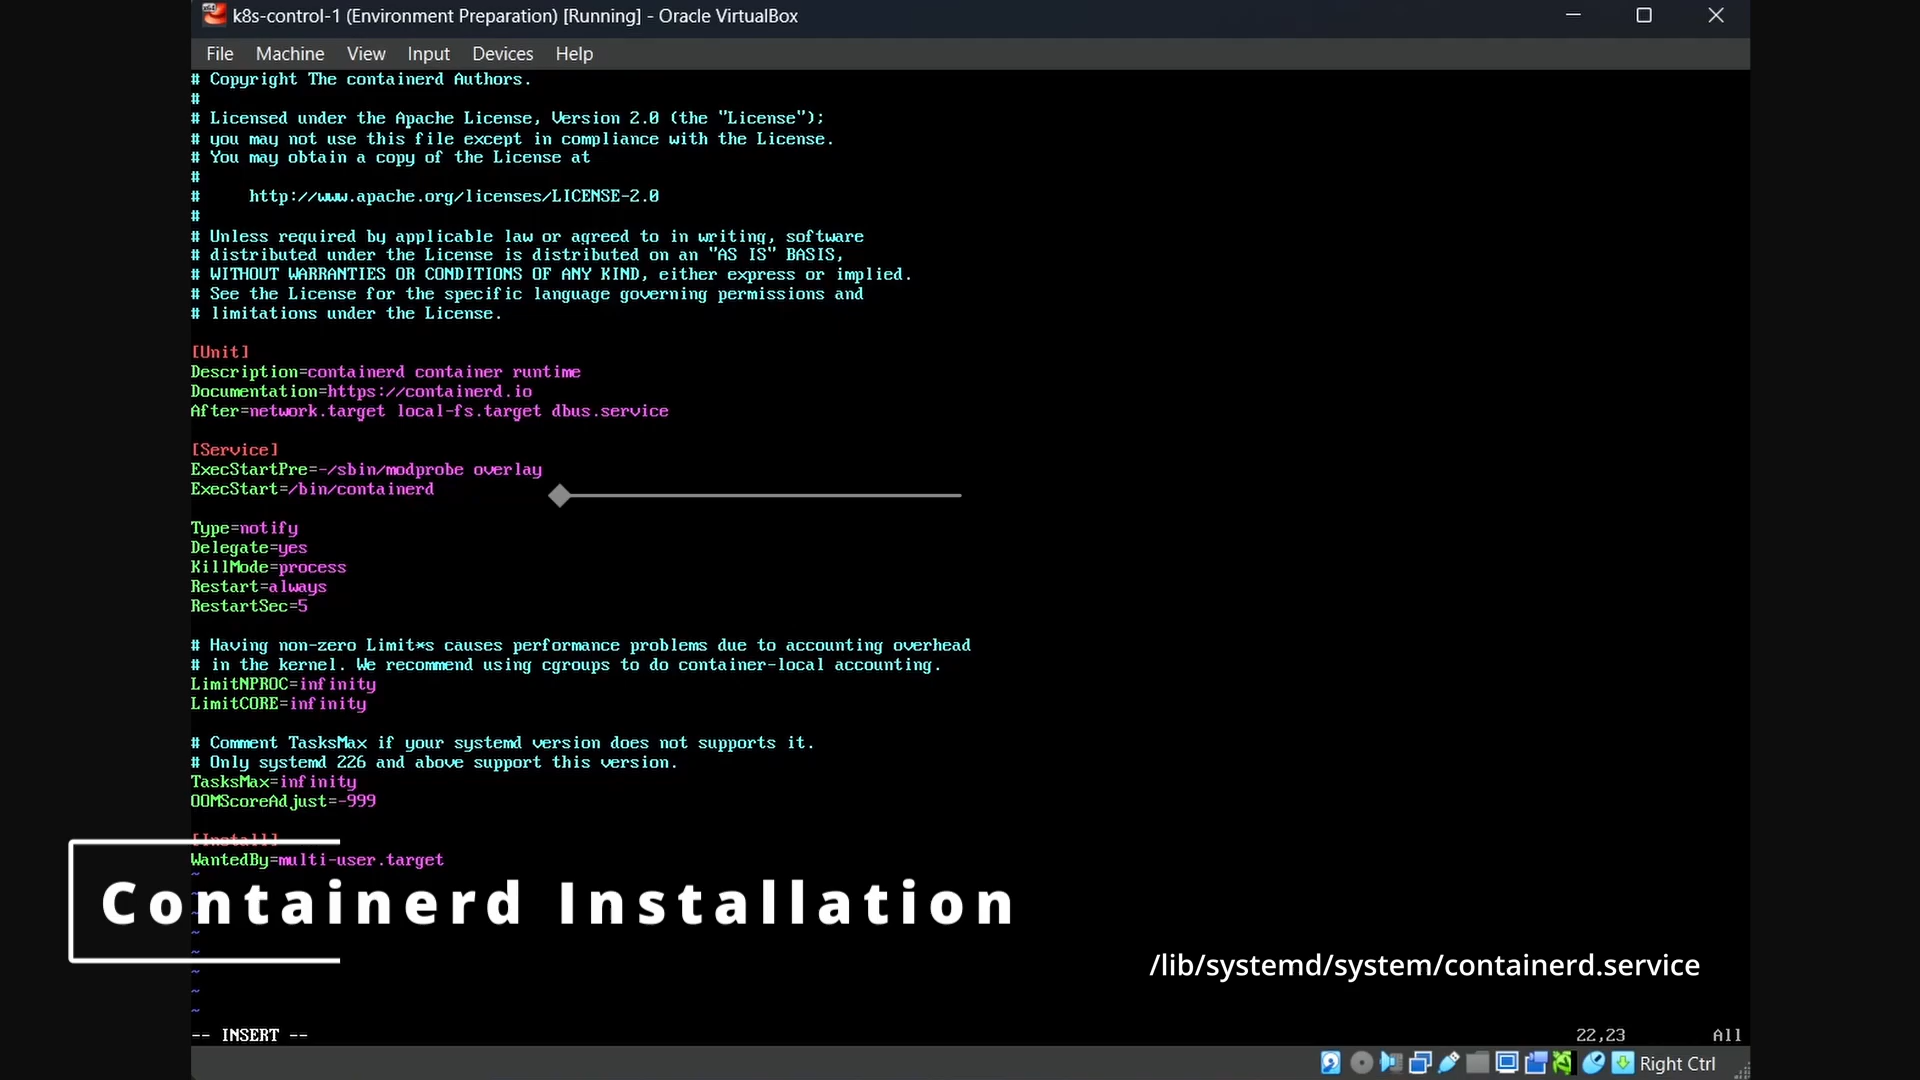 k8s-control-1 (Environment Preparation) [Running] - Oracle VirtualBox
File Machine View Input Devices Help
# Copyright The containerd Authors.
#
# Licensed under the Apache License, Version 2.0 (the "License");
# you may not use this file except in compliance with the License.
# You may obtain a copy of the License at
#
#     http://www.apache.org/licenses/LICENSE-2.0
#
# Unless required by applicable law or agreed to in writing, software
# distributed under the License is distributed on an "AS IS" BASIS,
# WITHOUT WARRANTIES OR CONDITIONS OF ANY KIND, either express or implied.
# See the License for the specific language governing permissions and
# limitations under the License.
[Unit]
Description=containerd container runtime
Documentation=https://containerd.io
After=network.target local-fs.target dbus.service
[Service]
ExecStartPre=-/sbin/modprobe overlay
ExecStart=/bin/containerd
Type=notify
Delegate=yes
KillMode=process
Restart=always
RestartSec=5
# Having non-zero Limit*s causes performance problems due to accounting overhead
# in the kernel. We recommend using cgroups to do container-local accounting.
LimitNPROC=infinity
LimitCORE=infinity
# Comment TasksMax if your systemd version does not supports it.
# Only systemd 226 and above support this version.
TasksMax=infinity
OOMScoreAdjust=-999
[Install]
WantedBy=multi-user.target
~
Containerd Installation
~
~
/lib/systemd/system/containerd.service
~
~
~
-- INSERT -- 22,23 All
Right Ctrl